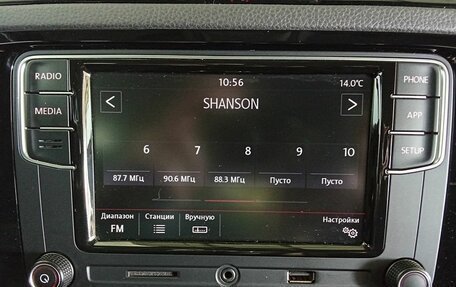 RADIO
10:56
14.0°C
PHONE
SHANSON
MEDIA
APP
6 7 8 9 10
SETUP
87.7 МГц 90.6 МГц 88.3 МГц Пусто Пусто
Диапазон Станции Вручную Настройки
FM